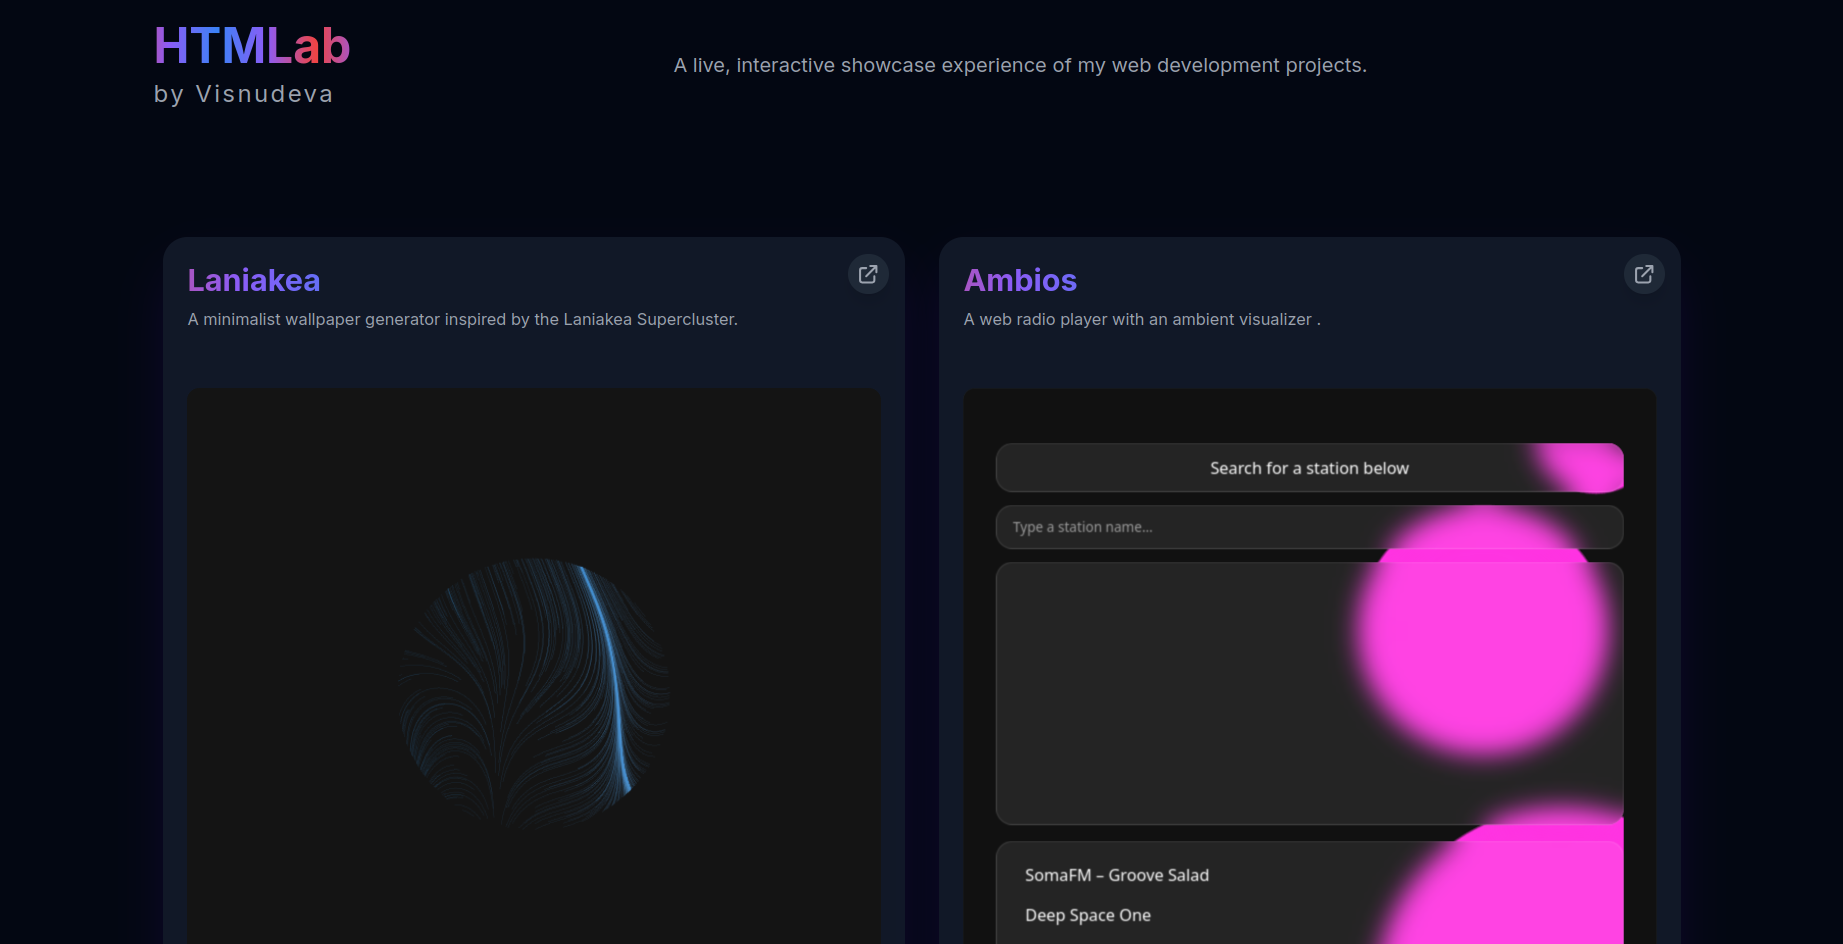 HTMLab
by Visnudeva
A live, interactive showcase experience of my web development projects.
Laniakea
A minimalist wallpaper generator inspired by the Laniakea Supercluster.
Ambios
A web radio player with an ambient visualizer .
Search for a station below
Type a station name...
SomaFM – Groove Salad
Deep Space One